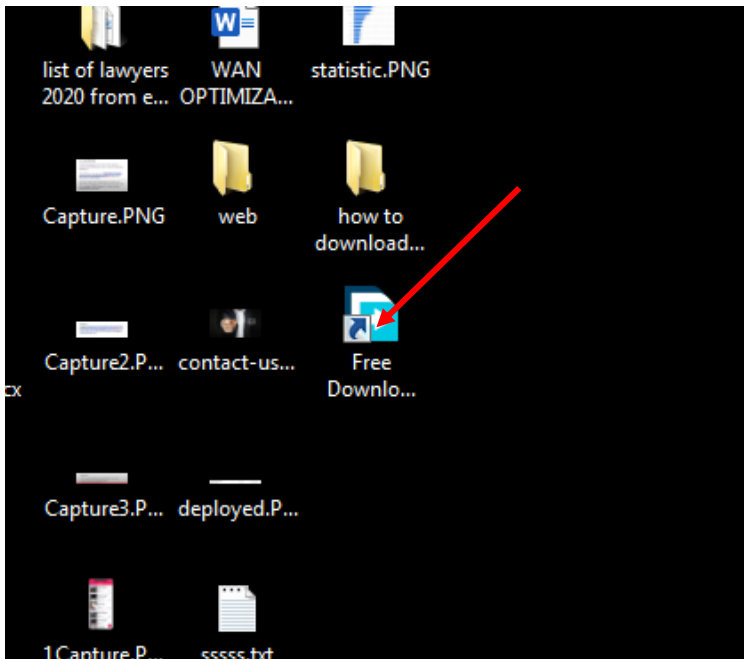 list of lawyers
2020 from e...
WAN
OPTIMIZA...
statistic.PNG
Capture.PNG
web
how to
download...
Capture2.P...
contact-us...
Free
Downlo...
cx
Capture3.P...
deployed.P...
1Capture.P...
sssss.txt